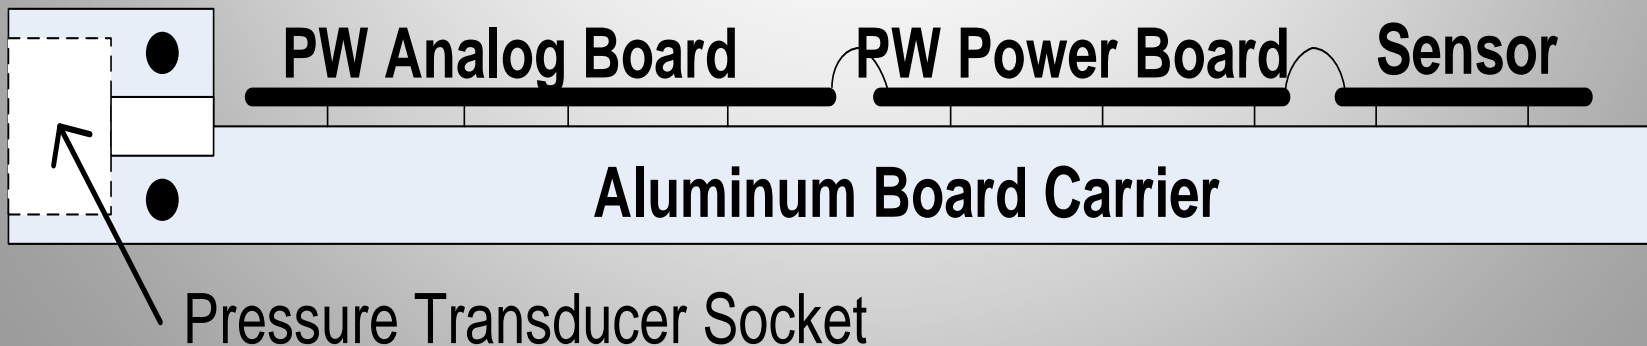 PW Analog Board
PW Power Board
Sensor
Aluminum Board Carrier
Pressure Transducer Socket